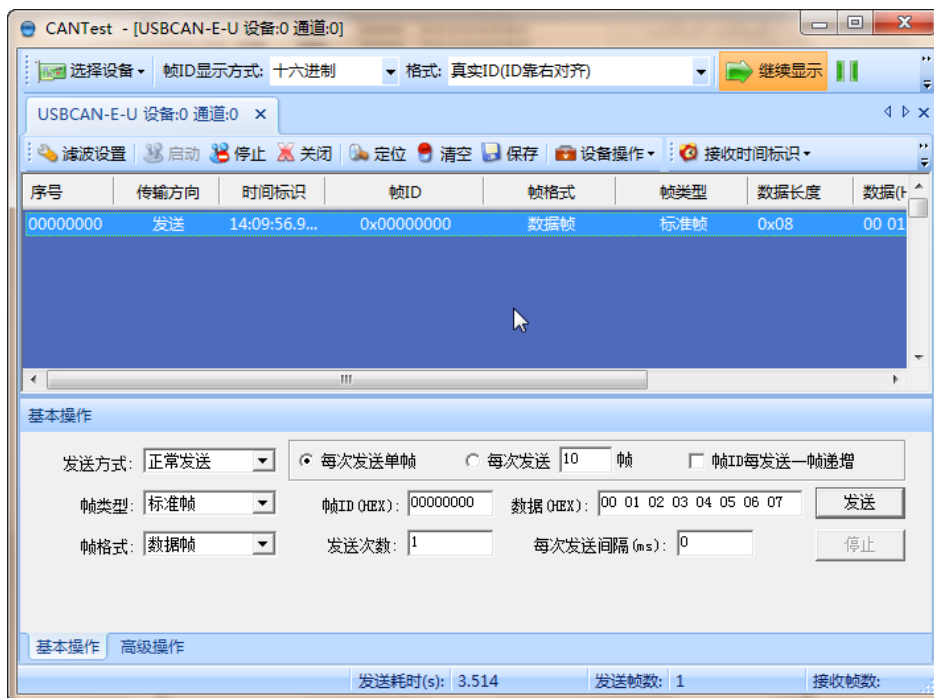 CANTest - [USBCAN-E-U 设备:0 通道:0]
选择设备 帧ID显示方式: 十六进制 格式: 真实ID(ID靠右对齐) 继续显示
USBCAN-E-U 设备:0 通道:0
滤波设置 启动 停止 关闭 定位 清空 保存 设备操作 接收时间标识
序号 传输方向 时间标识 帧ID 帧格式 帧类型 数据长度 数据(H
00000000 发送 14:09:56.9... 0x00000000 数据帧 标准帧 0x08 00 01
基本操作
发送方式: 正常发送 每次发送单帧 每次发送 10 帧 帧ID每发送一帧递增
帧类型: 标准帧 帧ID(HEX): 00000000 数据(HEX): 00 01 02 03 04 05 06 07 发送
帧格式: 数据帧 发送次数: 1 每次发送间隔(ms): 0 停止
基本操作 高级操作
发送耗时(s): 3.514 发送帧数: 1 接收帧数: